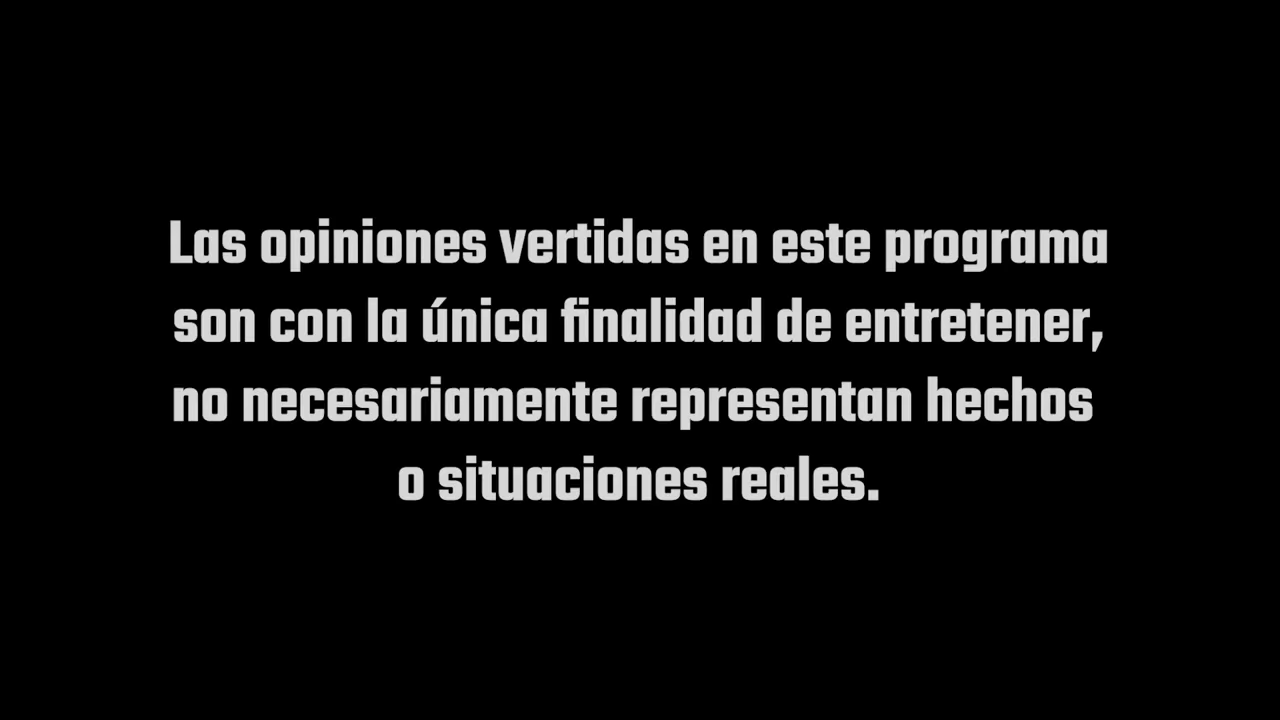 Las opiniones vertidas en este programa
son con la única finalidad de entretener,
no necesariamente representan hechos
o situaciones reales.